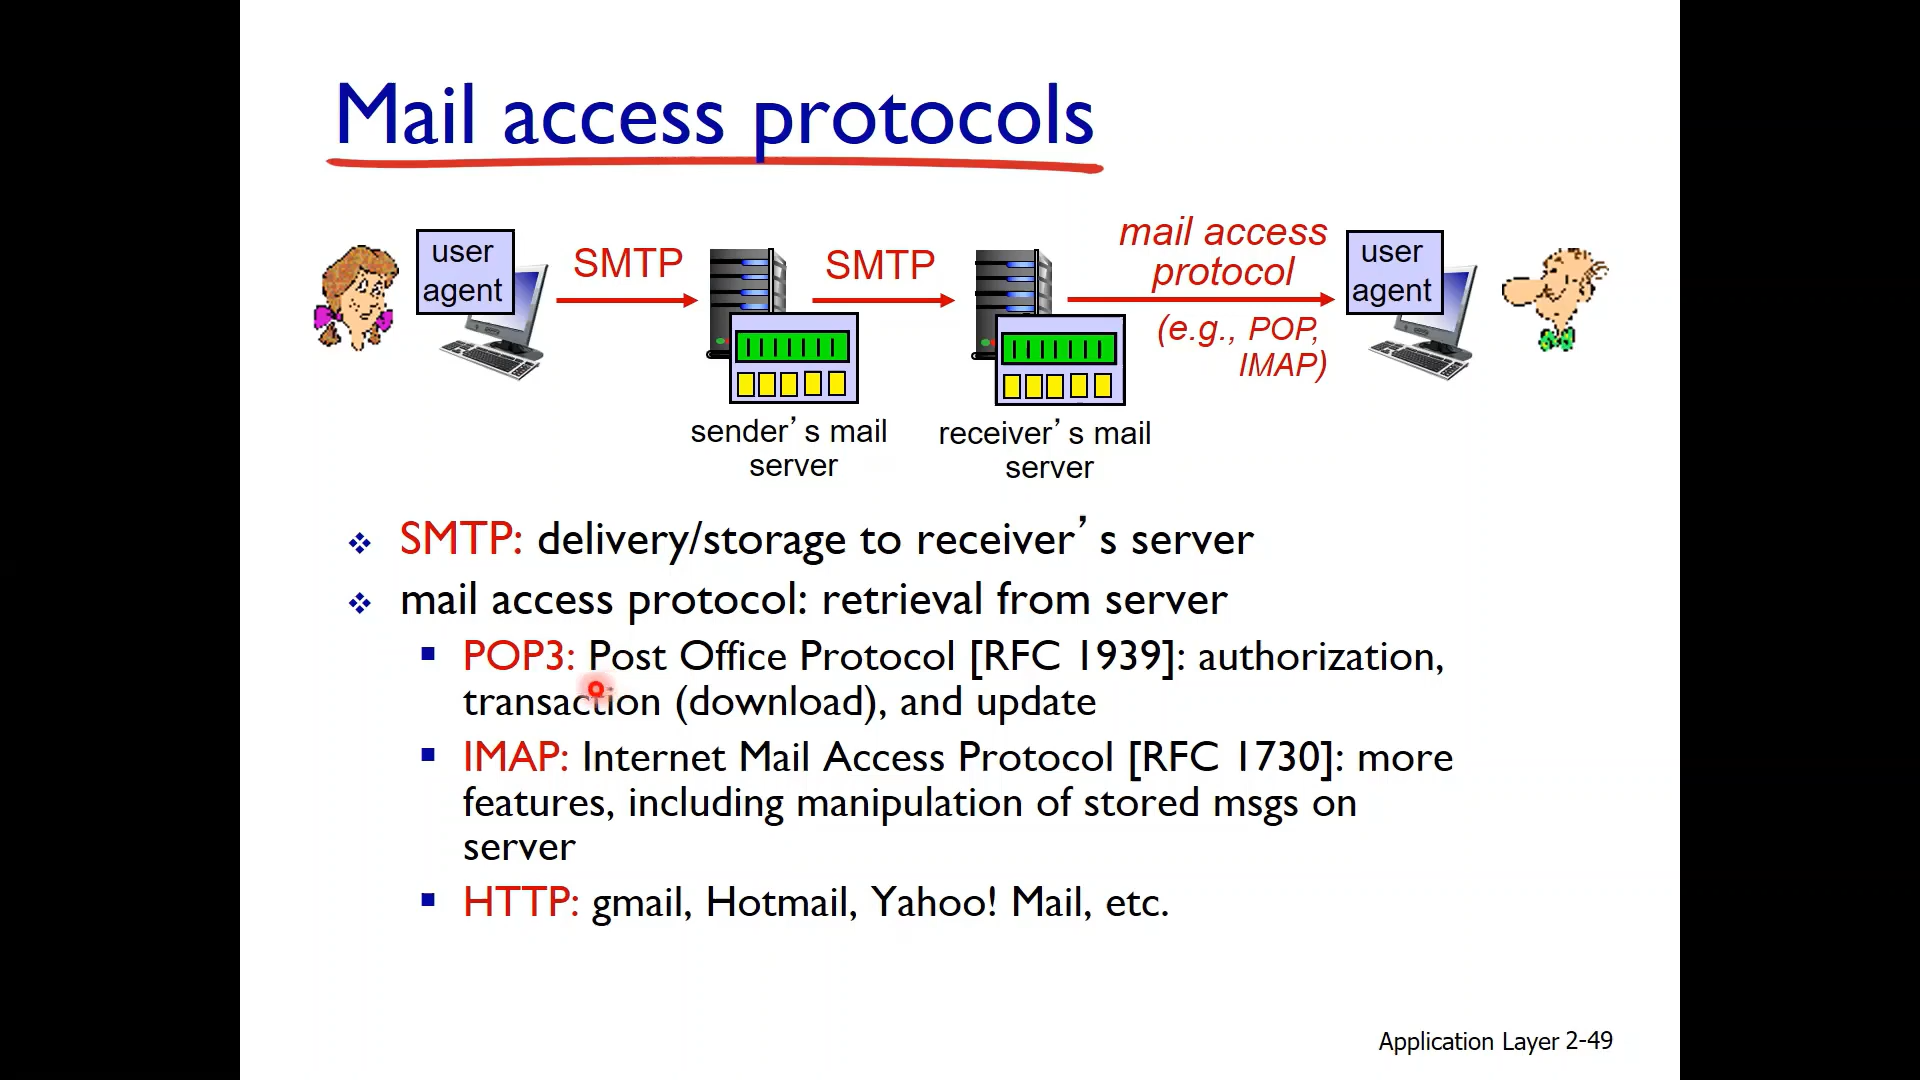 Mail access protocols
user
agent
SMTP
SMTP
mail access
protocol
(e.g., POP,
IMAP)
user
agent
sender’s mail
server
receiver’s mail
server
SMTP: delivery/storage to receiver’s server
mail access protocol: retrieval from server
POP3: Post Office Protocol [RFC 1939]: authorization,
transaction (download), and update
IMAP: Internet Mail Access Protocol [RFC 1730]: more
features, including manipulation of stored msgs on
server
HTTP: gmail, Hotmail, Yahoo! Mail, etc.
Application Layer 2-49